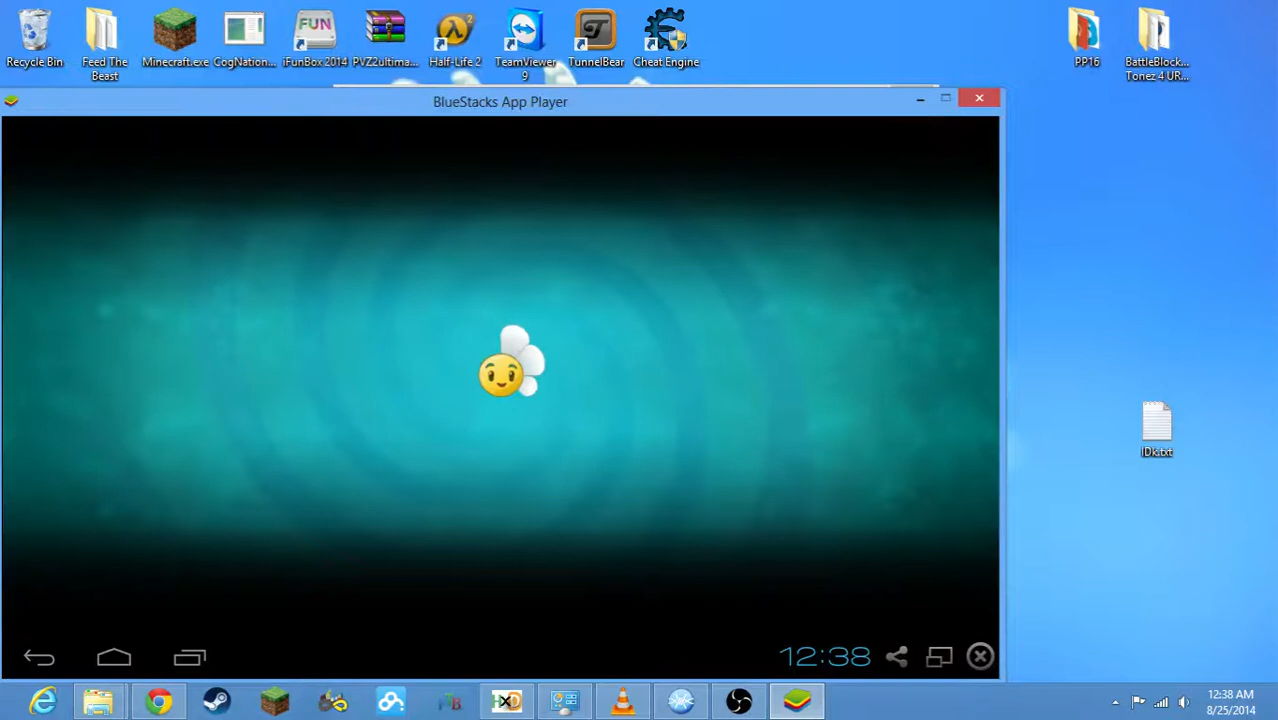 Recycle Bin
Feed The
Beast
Minecraft.exe
CogNation...
FUN
iFunBox 2014
PVZ2ultima...
2
Half-Life 2
TeamViewer
9
T
TunnelBear
Cheat Engine
PP16
BattleBlock...
Tonez 4 UR...
BlueStacks App Player
IDk.txt
12:38
HXD
12:38 AM
8/25/2014